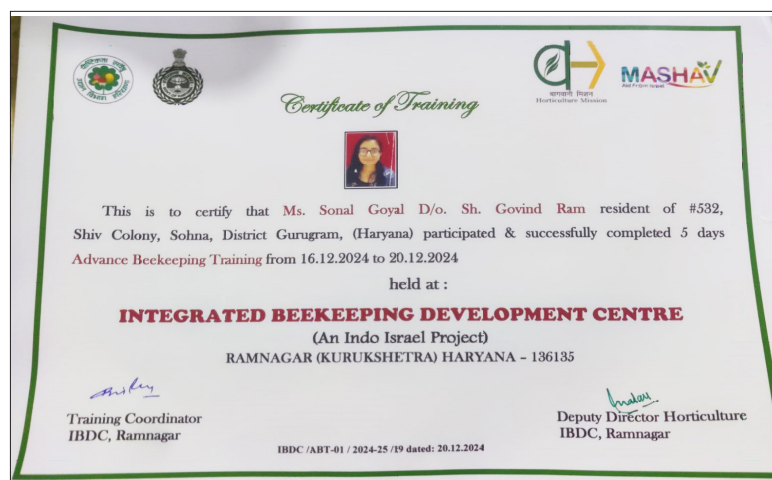 बागवानी मिशन
Horticulture Mission
MASHAV
Certificate of Training
This is to certify that Ms. Sonal Goyal D/o. Sh. Govind Ram resident of #532,
Shiv Colony, Sohna, District Gurugram, (Haryana) participated & successfully completed 5 days
Advance Beekeeping Training from 16.12.2024 to 20.12.2024
held at :
INTEGRATED BEEKEEPING DEVELOPMENT CENTRE
(An Indo Israel Project)
RAMNAGAR (KURUKSHETRA) HARYANA – 136135
Training Coordinator
IBDC, Ramnagar
Deputy Director Horticulture
IBDC, Ramnagar
IBDC /ABT-01 / 2024-25 /19 dated: 20.12.2024